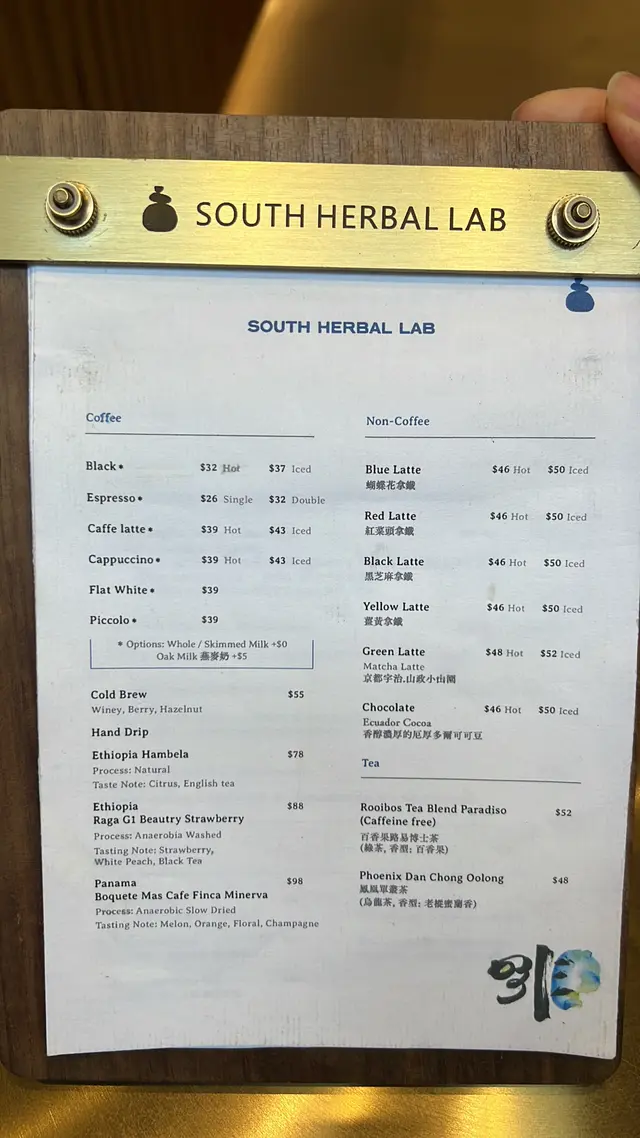 SOUTH HERBAL LAB
SOUTH HERBAL LAB
Coffee
Black* $32 Hot $37 Iced
Espresso* $26 Single $32 Double
Caffe latte* $39 Hot $43 Iced
Cappuccino* $39 Hot $43 Iced
Flat White* $39
Piccolo* $39
* Options: Whole / Skimmed Milk +$0
Oak Milk 燕麥奶 +$5
Cold Brew $55
Winey, Berry, Hazelnut
Hand Drip
Ethiopia Hambela $78
Process: Natural
Taste Note: Citrus, English tea
Ethiopia $88
Raga G1 Beautry Strawberry
Process: Anaerobia Washed
Tasting Note: Strawberry,
White Peach, Black Tea
Panama $98
Boquete Mas Cafe Finca Minerva
Process: Anaerobic Slow Dried
Tasting Note: Melon, Orange, Floral, Champagne
Non-Coffee
Blue Latte $46 Hot $50 Iced
蝴蝶花拿鐵
Red Latte $46 Hot $50 Iced
紅菜頭拿鐵
Black Latte $46 Hot $50 Iced
黑芝麻拿鐵
Yellow Latte $46 Hot $50 Iced
薑黃拿鐵
Green Latte $48 Hot $52 Iced
Matcha Latte
京都宇治.山政小山園
Chocolate $46 Hot $50 Iced
Ecuador Cocoa
香醇濃厚的厄厚多爾可可豆
Tea
Rooibos Tea Blend Paradiso $52
(Caffeine free)
百香果路易博士茶
(綠茶, 香型: 百香果)
Phoenix Dan Chong Oolong $48
鳳凰單叢茶
(烏龍茶, 香型: 老欉蜜蘭香)